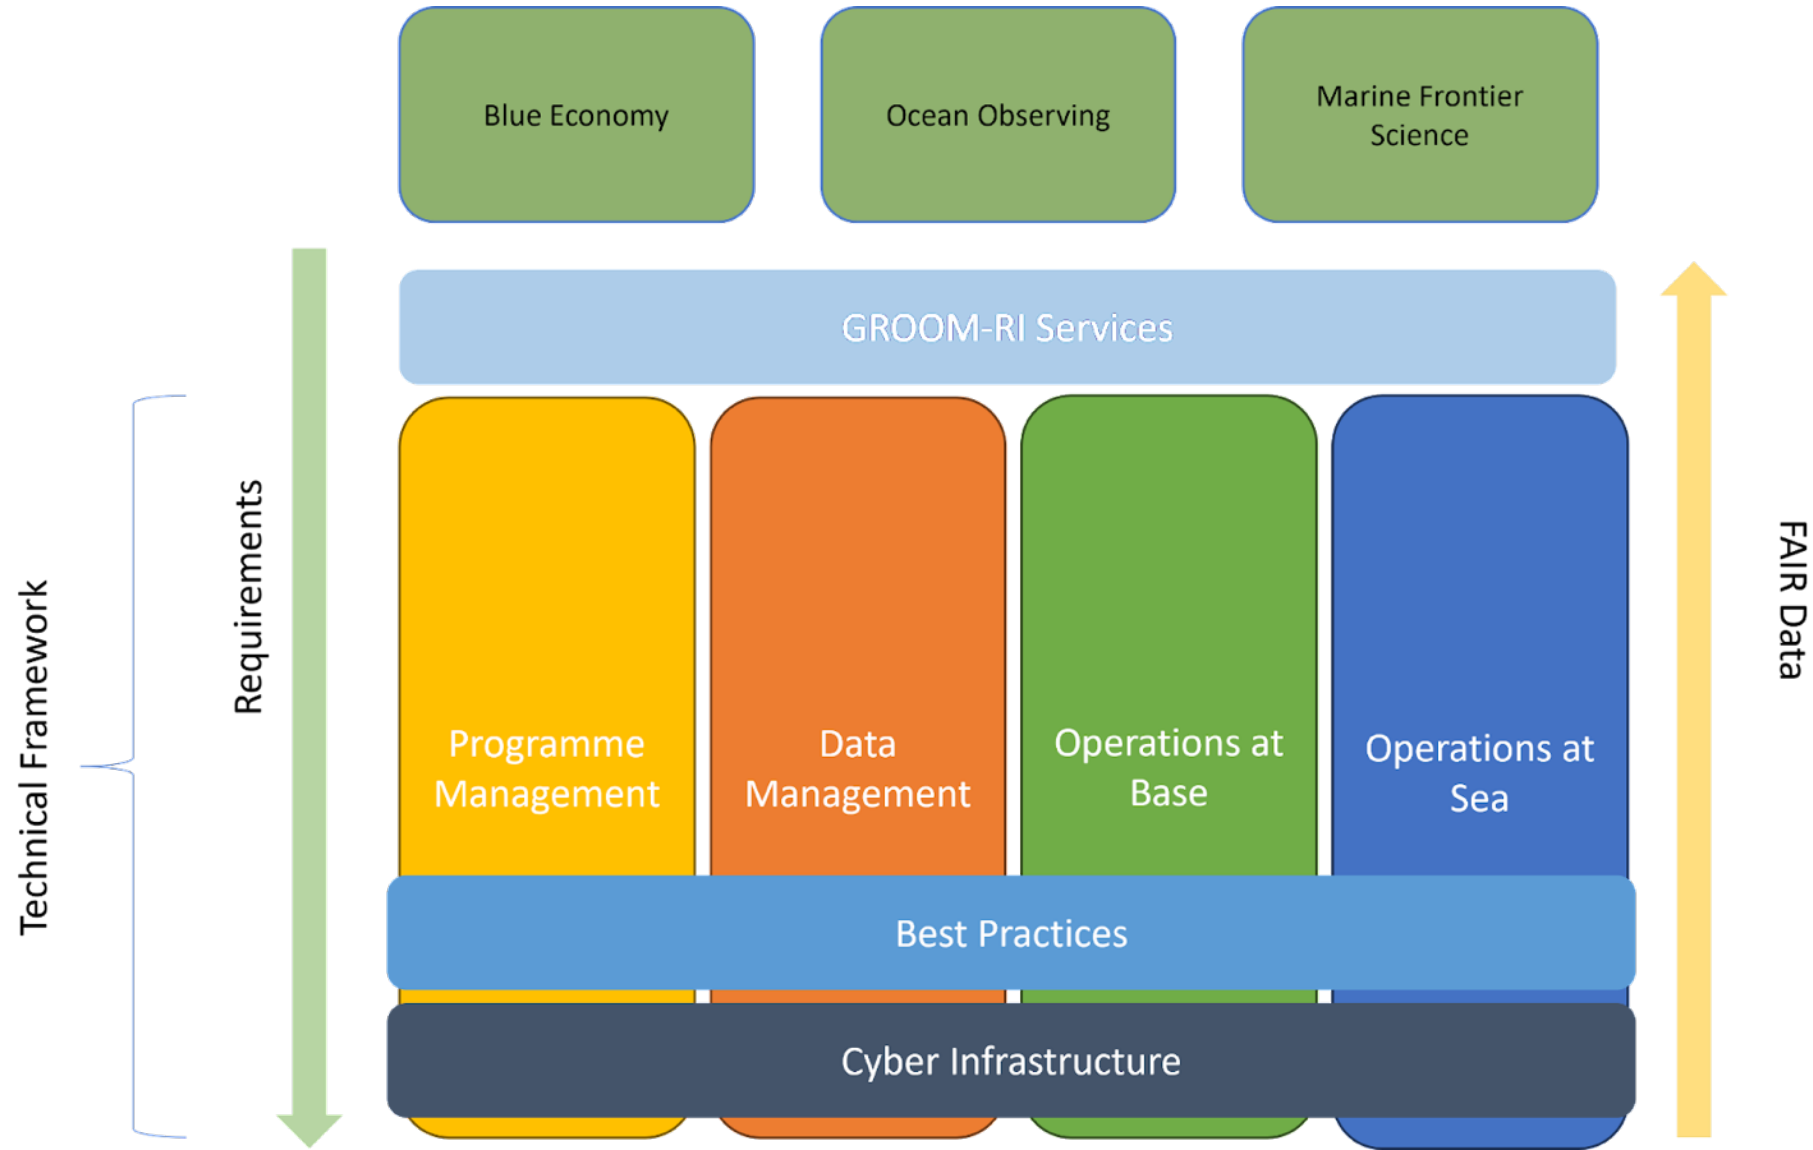 Blue Economy
Ocean Observing
Marine Frontier
Science
GROOM-RI Services
Technical Framework
Requirements
Programme
Management
Data
Management
Operations at
Base
Operations at
Sea
FAIR Data
Best Practices
Cyber Infrastructure